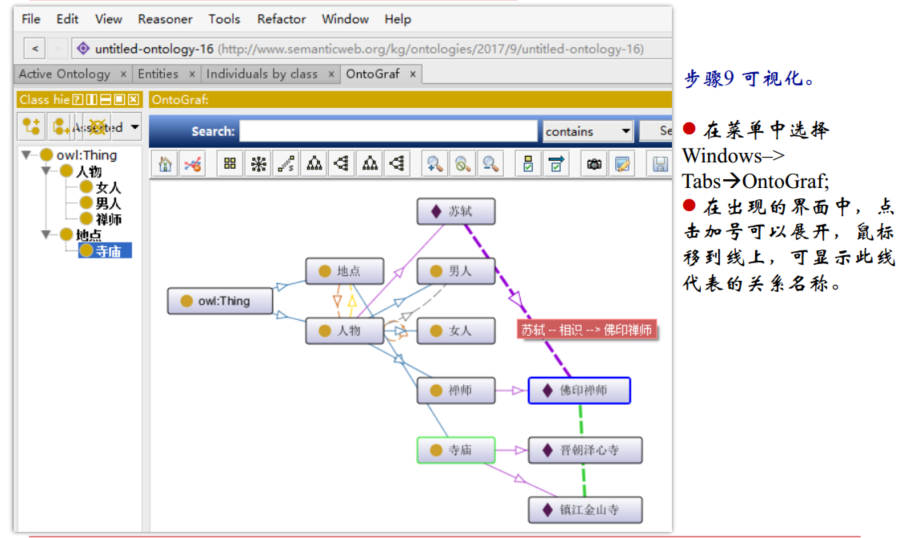 File Edit View Reasoner Tools Refactor Window Help
< > untitled-ontology-16 (http://www.semanticweb.org/kg/ontologies/2017/9/untitled-ontology-16)
Active Ontology × Entities × Individuals by class × OntoGraf ×
Class hie
Asserted
owl:Thing
人物
女人
男人
禅师
地点
寺庙
OntoGraf:
Search: contains Se
苏轼
地点 男人
owl:Thing
人物 女人
苏轼 -- 相识 --> 佛印禅师
禅师 佛印禅师
寺庙 晋朝泽心寺
镇江金山寺
步骤9 可视化。
● 在菜单中选择
Windows–>
Tabs→OntoGraf;
● 在出现的界面中，点
击加号可以展开，鼠标
移到线上，可显示此线
代表的关系名称。